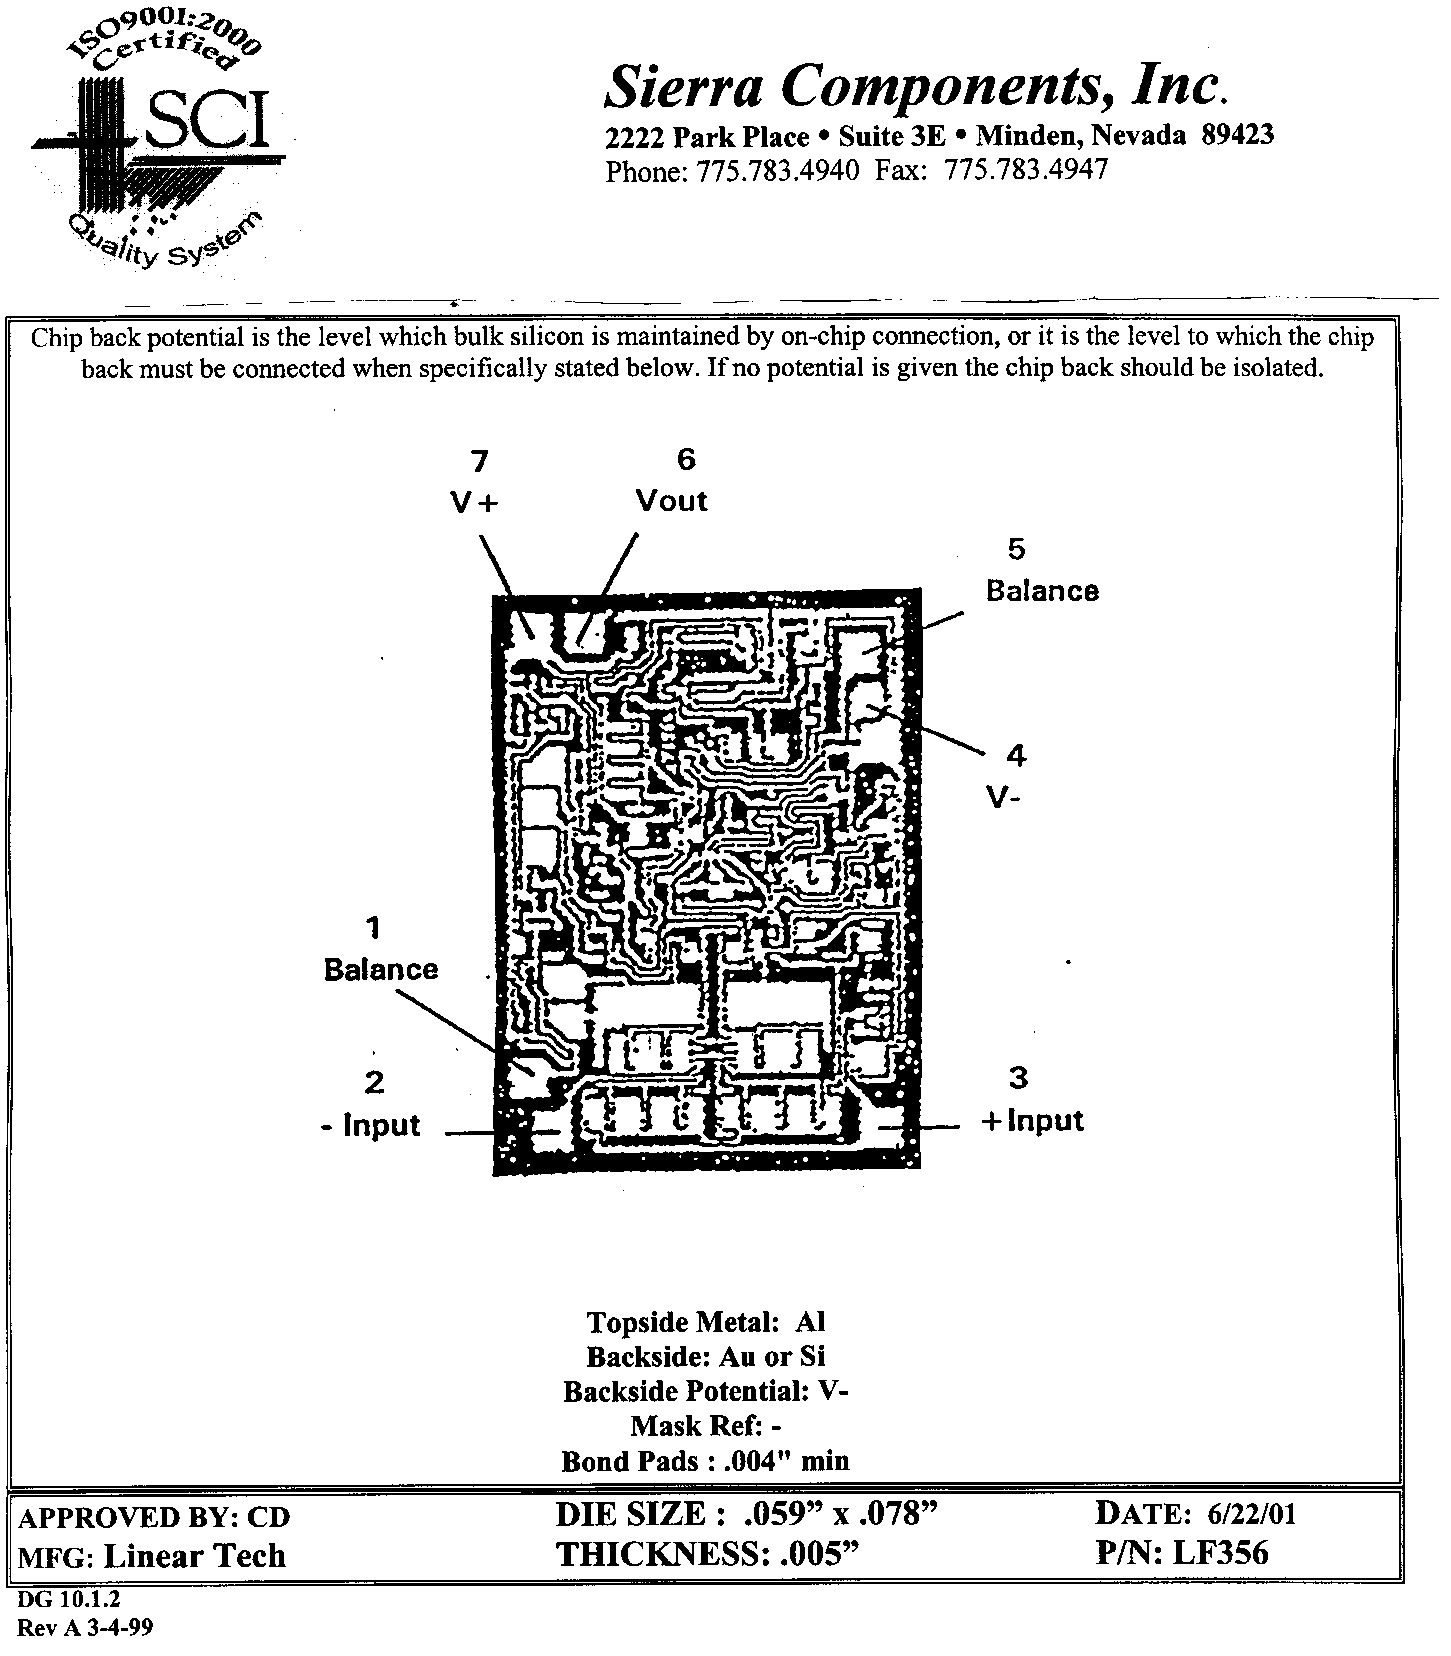 ISO9001:2000
Certified
SCI
Quality System
Sierra Components, Inc.
2222 Park Place • Suite 3E • Minden, Nevada 89423
Phone: 775.783.4940 Fax: 775.783.4947
Chip back potential is the level which bulk silicon is maintained by on-chip connection, or it is the level to which the chip
back must be connected when specifically stated below. If no potential is given the chip back should be isolated.
7
V+
6
Vout
5
Balance
4
V-
1
Balance
2
- Input
3
+Input
Topside Metal: Al
Backside: Au or Si
Backside Potential: V-
Mask Ref: -
Bond Pads : .004" min
APPROVED BY: CD
DIE SIZE : .059” x .078”
DATE: 6/22/01
MFG: Linear Tech
THICKNESS: .005”
P/N: LF356
DG 10.1.2
Rev A 3-4-99